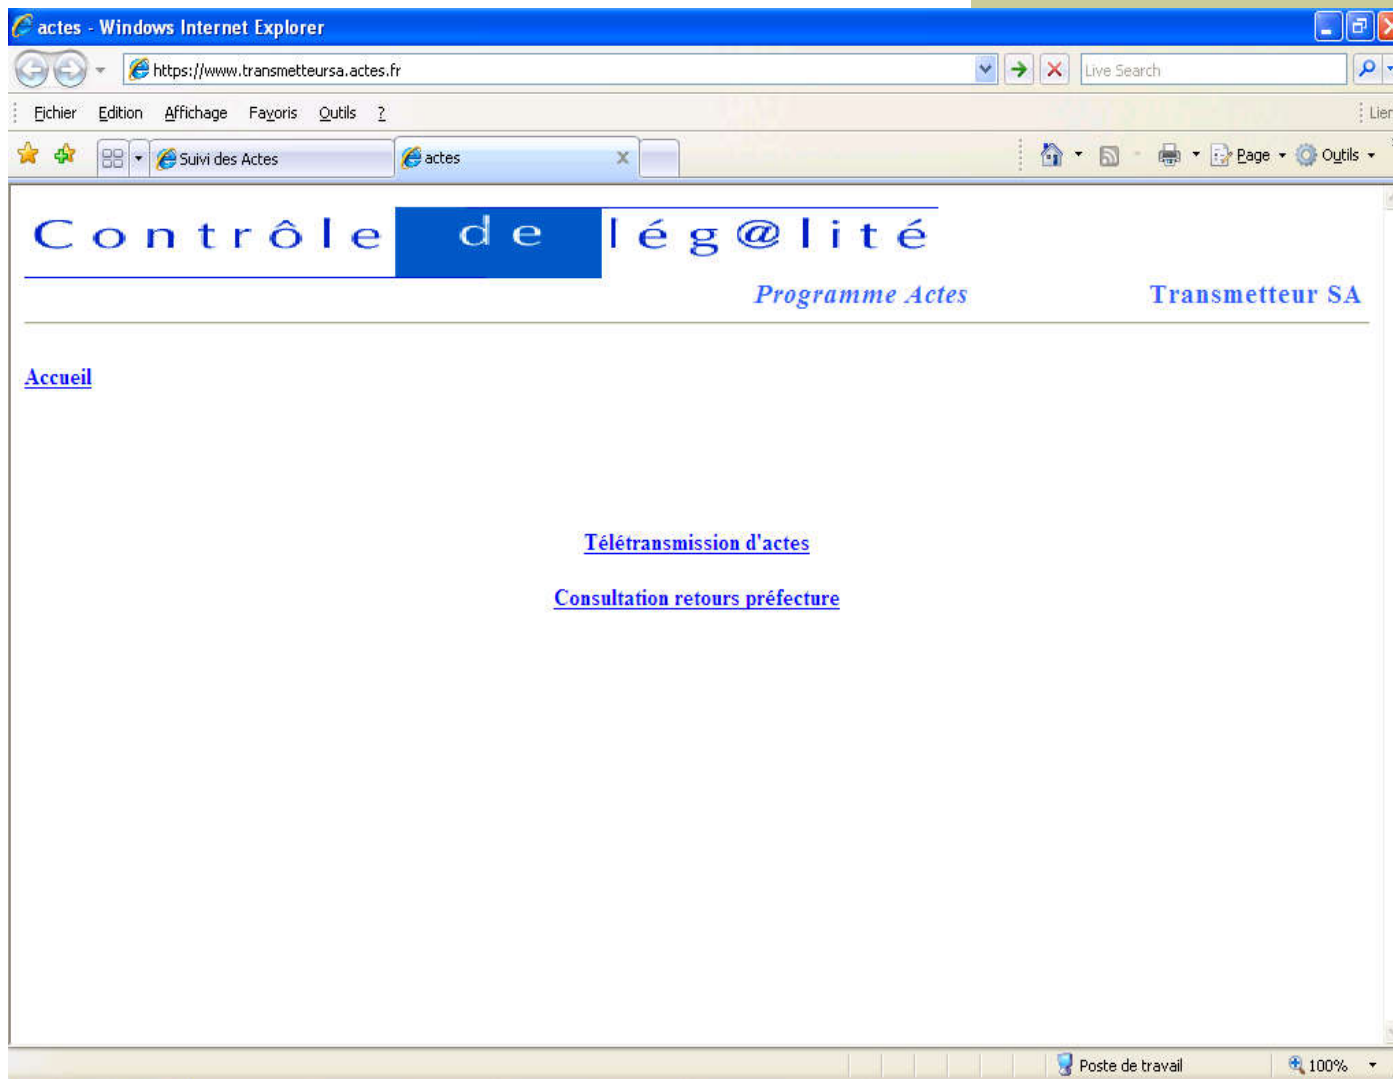 actes - Windows Internet Explorer
https://www.transmetteursa.actes.fr
Live Search
Fichier Edition Affichage Favoris Outils ?
Lien
Suivi des Actes
actes
Page
Outils
Contrôle de lég@lité
Programme Actes
Transmetteur SA
Accueil
Télétransmission d'actes
Consultation retours préfecture
Poste de travail
100%